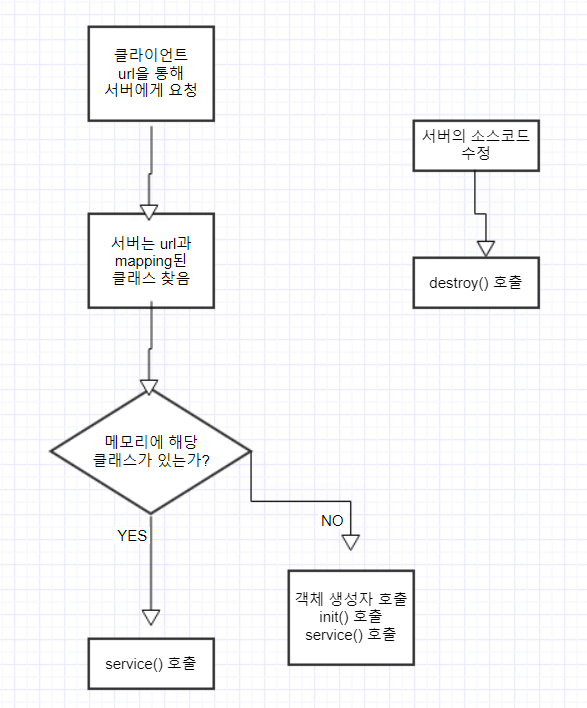 클라이언트
url을 통해
서버에게 요청
서버는 url과
mapping된
클래스 찾음
메모리에 해당
클래스가 있는가?
YES
service() 호출
NO
객체 생성자 호출
init() 호출
service() 호출
서버의 소스코드
수정
destroy() 호출